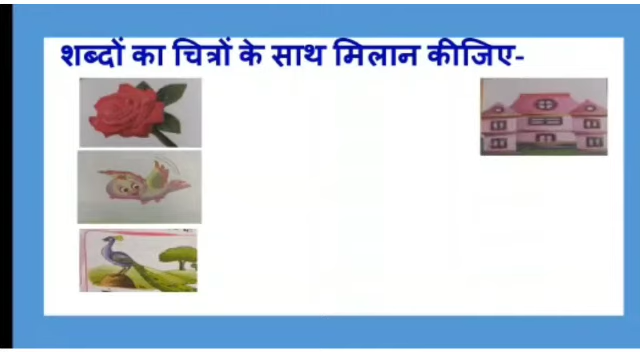 शब्दों का चित्रों के साथ मिलान कीजिए-